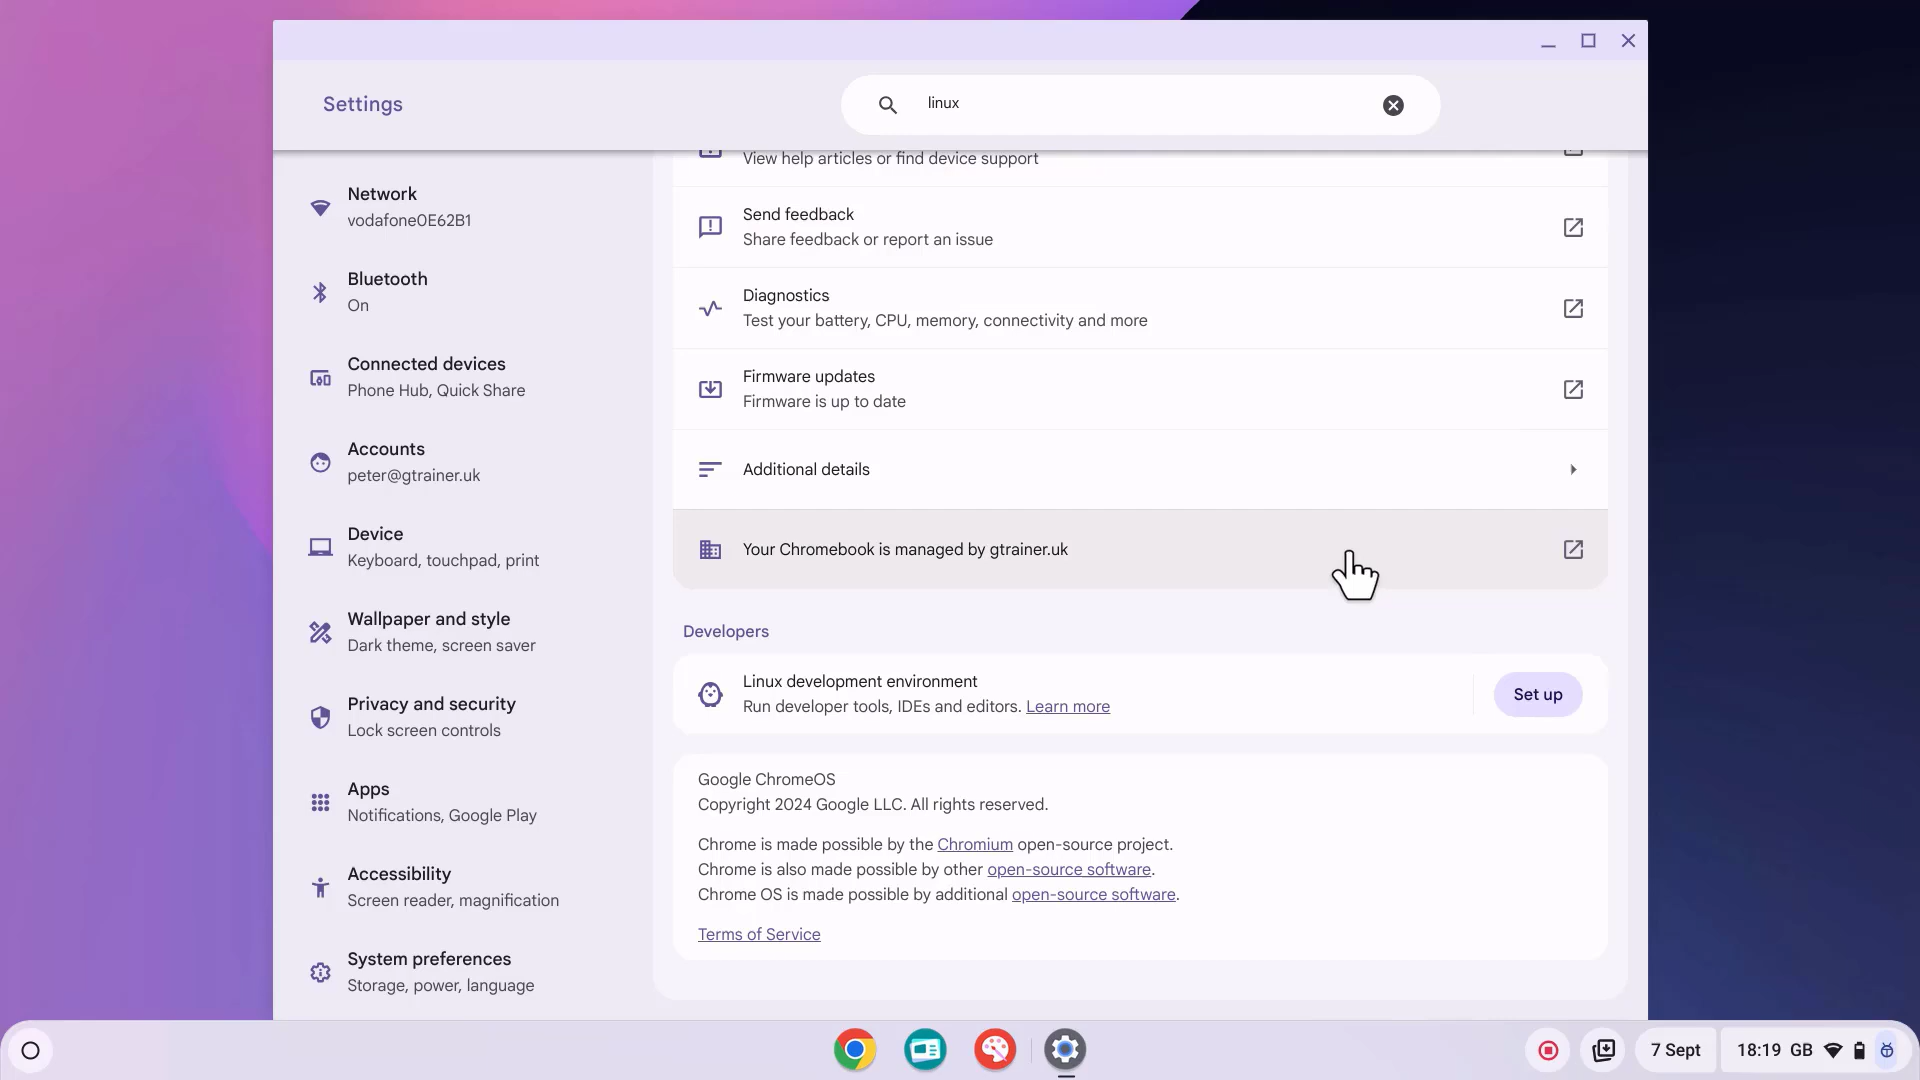 Settings
linux
Network
vodafone0E62B1
Bluetooth
On
Connected devices
Phone Hub, Quick Share
Accounts
peter@gtrainer.uk
Device
Keyboard, touchpad, print
Wallpaper and style
Dark theme, screen saver
Privacy and security
Lock screen controls
Apps
Notifications, Google Play
Accessibility
Screen reader, magnification
System preferences
Storage, power, language
View help articles or find device support
Send feedback
Share feedback or report an issue
Diagnostics
Test your battery, CPU, memory, connectivity and more
Firmware updates
Firmware is up to date
Additional details
Your Chromebook is managed by gtrainer.uk
Developers
Linux development environment
Run developer tools, IDEs and editors. Learn more
Set up
Google ChromeOS
Copyright 2024 Google LLC. All rights reserved.
Chrome is made possible by the Chromium open-source project.
Chrome is also made possible by other open-source software.
Chrome OS is made possible by additional open-source software.
Terms of Service
7 Sept
18:19 GB